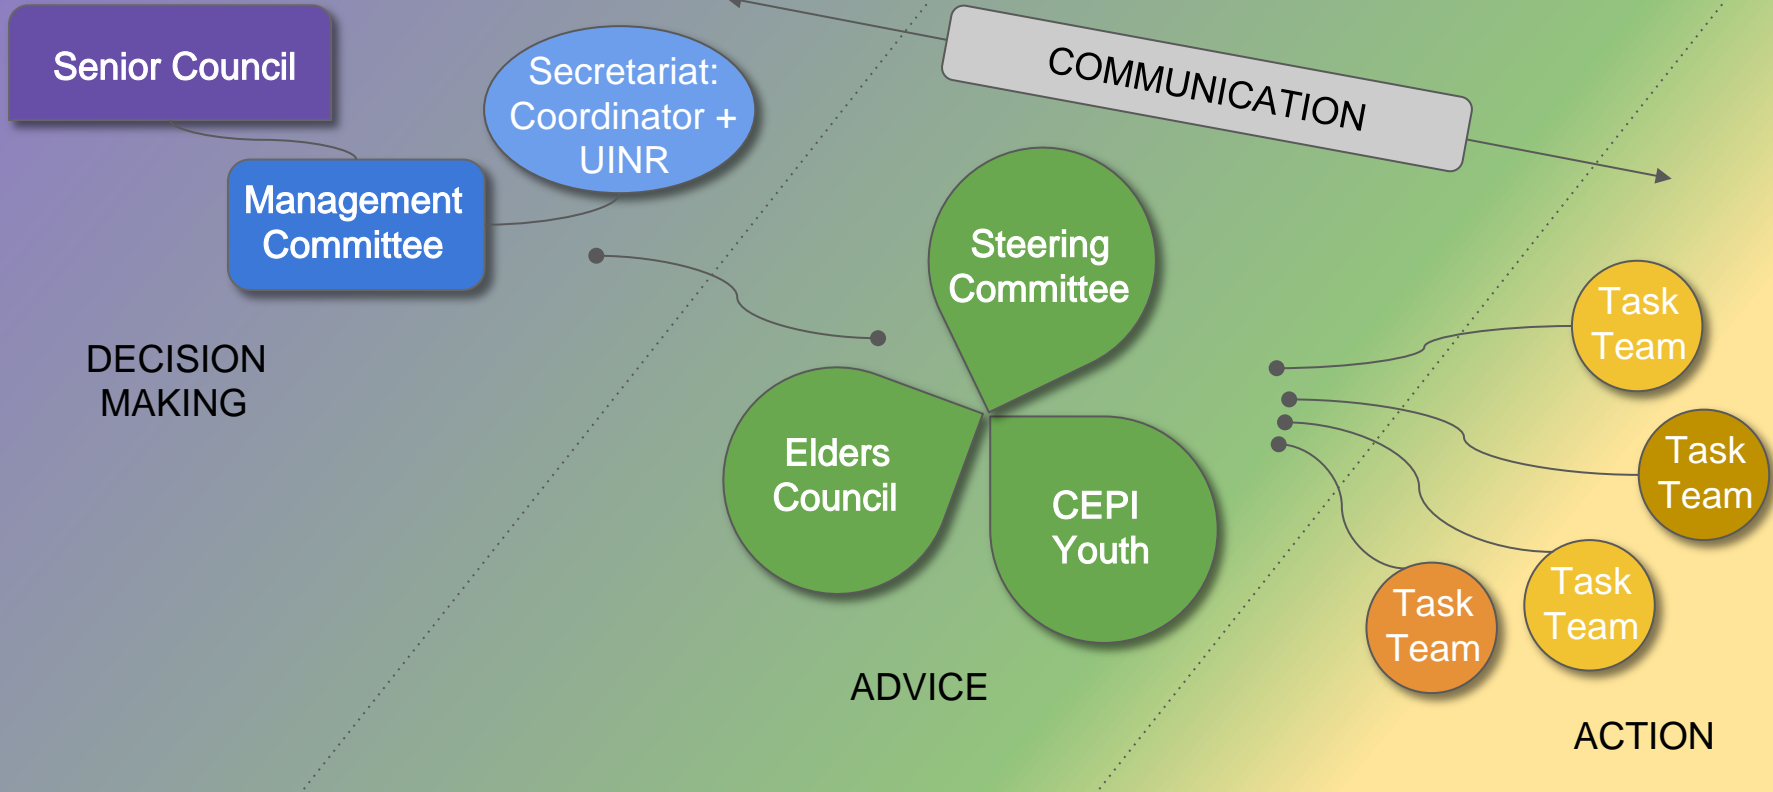 Senior Council
Secretariat:
Coordinator +
UINR
COMMUNICATION
Management
Committee
Steering
Committee
Task
Team
DECISION
MAKING
Elders
Council
CEPI
Youth
Task
Team
Task
Team
Task
Team
ADVICE
ACTION